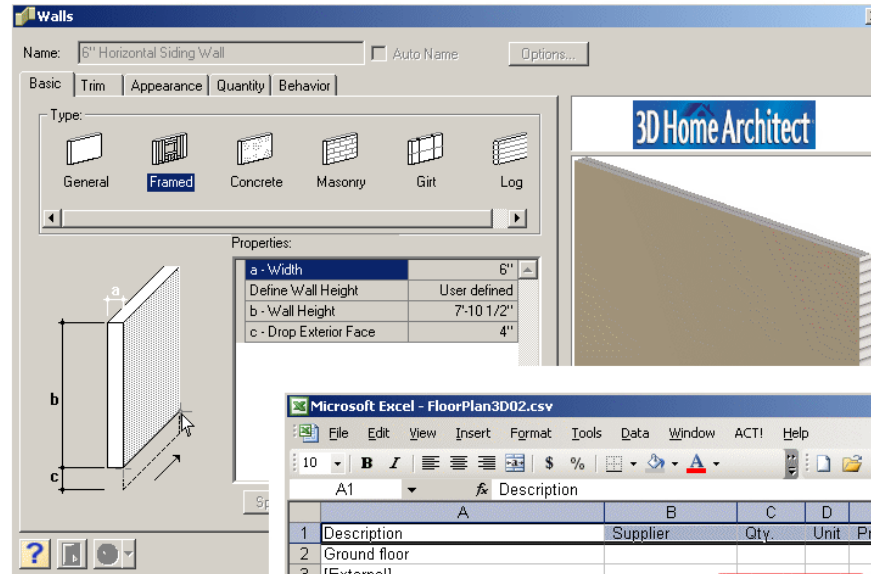 Walls
Name: 6" Horizontal Siding Wall Auto Name Options...
Basic Trim Appearance Quantity Behavior
Type:
3D Home Architect
General Framed Concrete Masonry Girt Log
Properties:
a - Width 6"
Define Wall Height User defined
b - Wall Height 7'-10 1/2"
c - Drop Exterior Face 4"
a
b
c
Microsoft Excel - FloorPlan3D02.csv
File Edit View Insert Format Tools Data Window ACT! Help
10 B I $ % A
A1 fx Description
A B C D
1 Description Supplier Qty. Unit
2 Ground floor
3 [External]
?